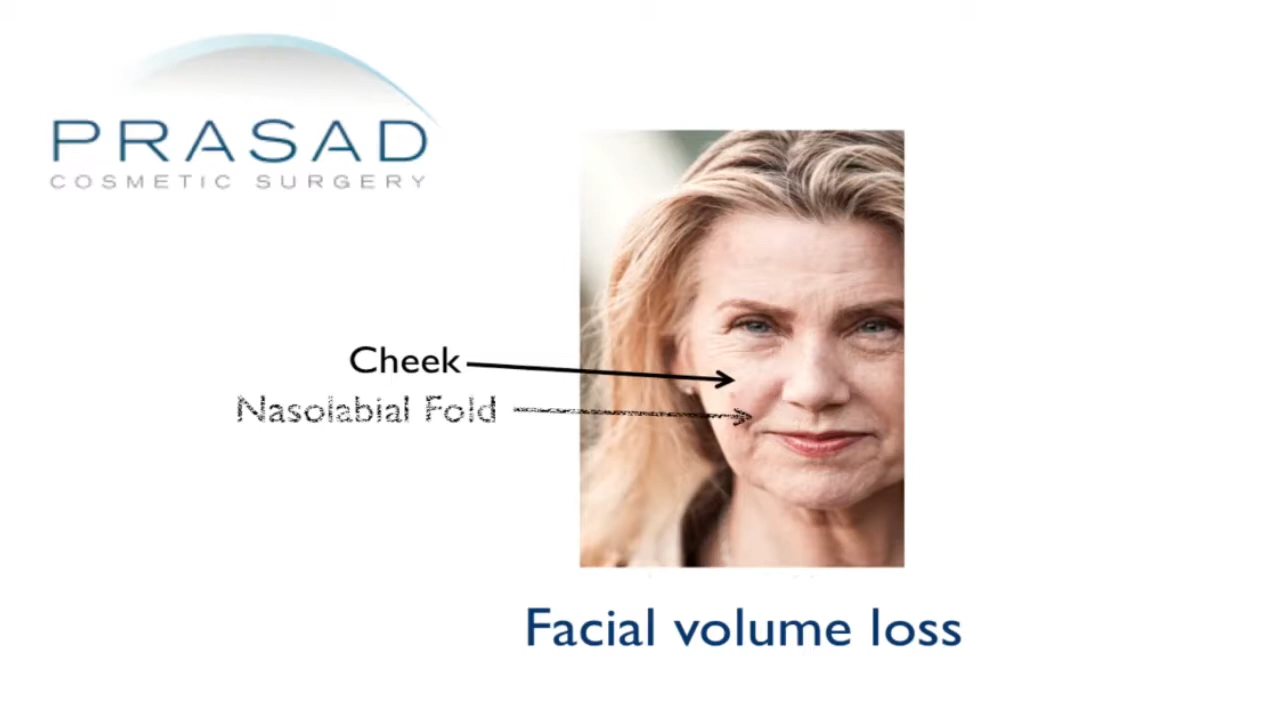 PRASAD
COSMETIC SURGERY
Cheek
Nasolabial Fold
Facial volume loss